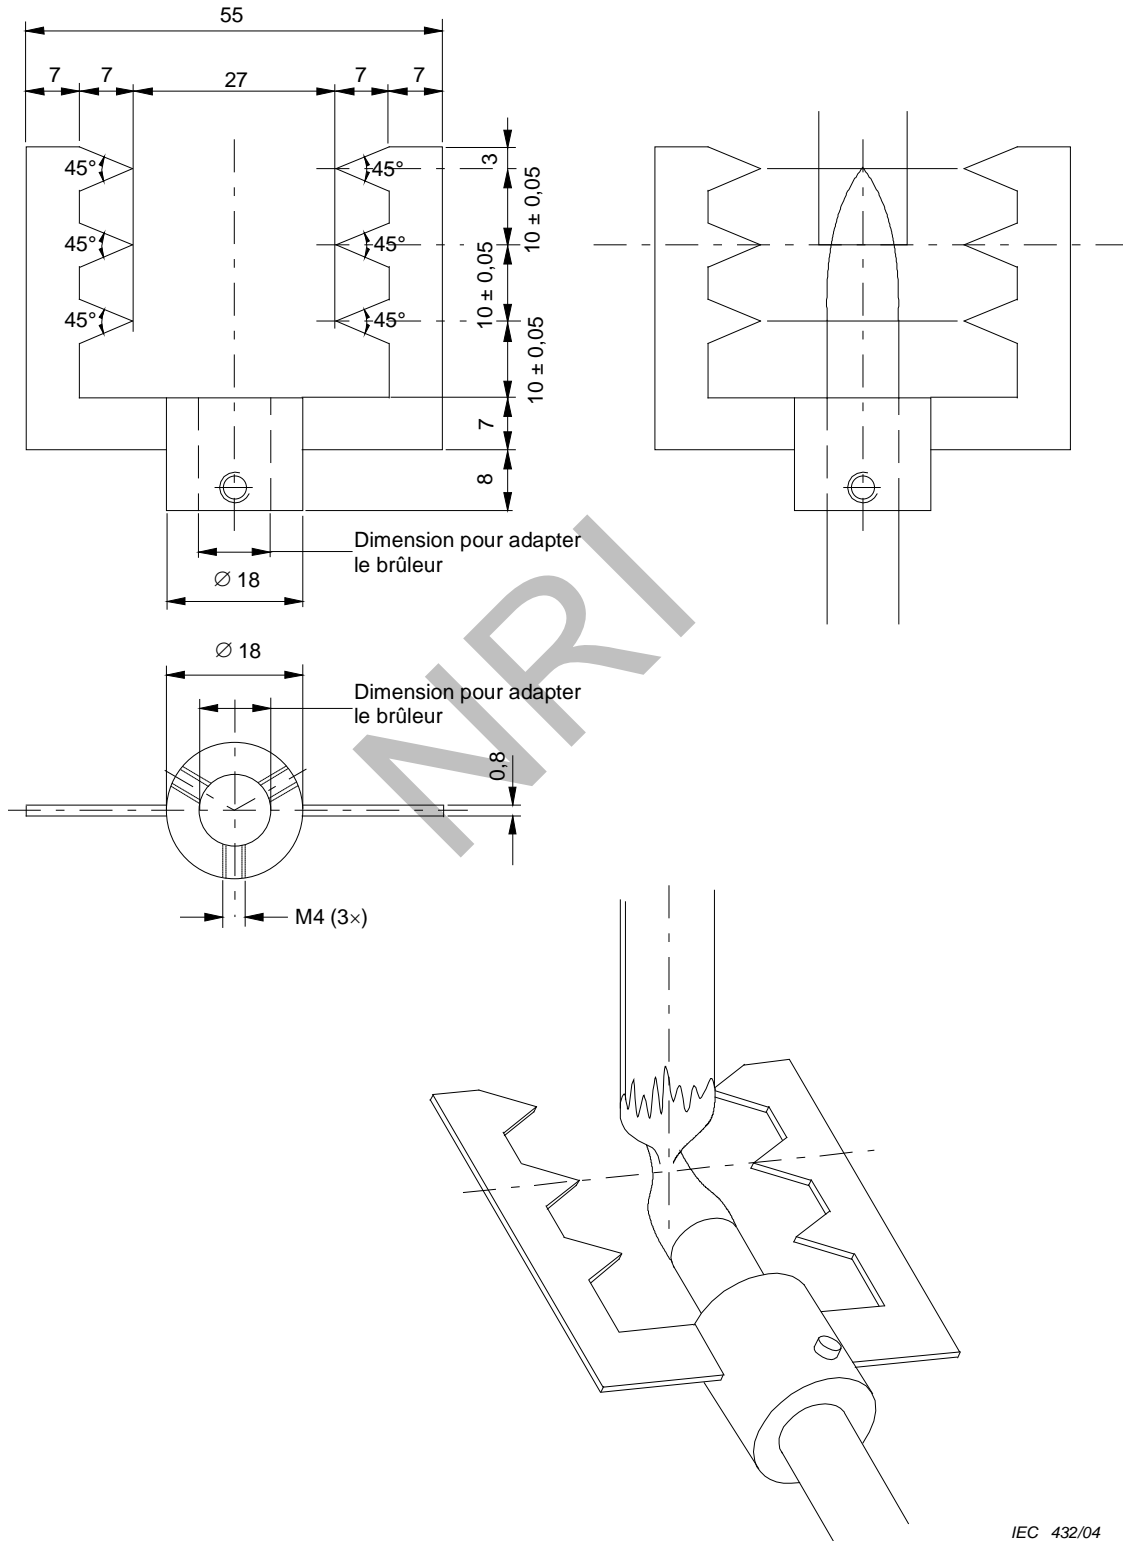 55
7 7 27 7 7
45° 45° 3
10 ± 0,05
45° 45°
10 ± 0,05
45° 45°
10 ± 0,05
7
8
Dimension pour adapter
le brûleur
∅ 18
∅ 18
Dimension pour adapter
le brûleur
0,8
M4 (3×)
NRI
IEC 432/04